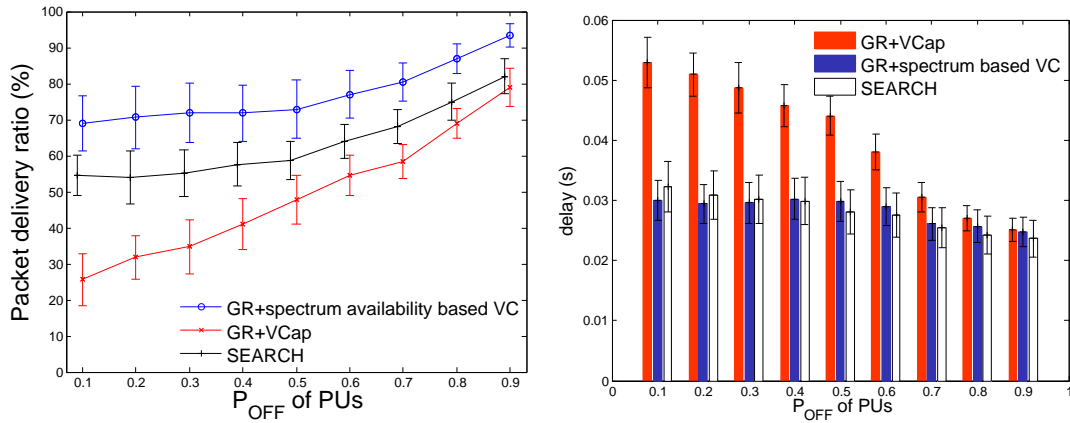 Packet delivery ratio (%)
100
90
80
70
60
50
40
30
20
10
0
GR+spectrum availability based VC
GR+VCap
SEARCH
0.1 0.2 0.3 0.4 0.5 0.6 0.7 0.8 0.9
P_OFF of PUs
delay (s)
0.06
0.05
0.04
0.03
0.02
0.01
GR+VCap
GR+spectrum based VC
SEARCH
0 0.1 0.2 0.3 0.4 0.5 0.6 0.7 0.8 0.9 1
P_OFF of PUs